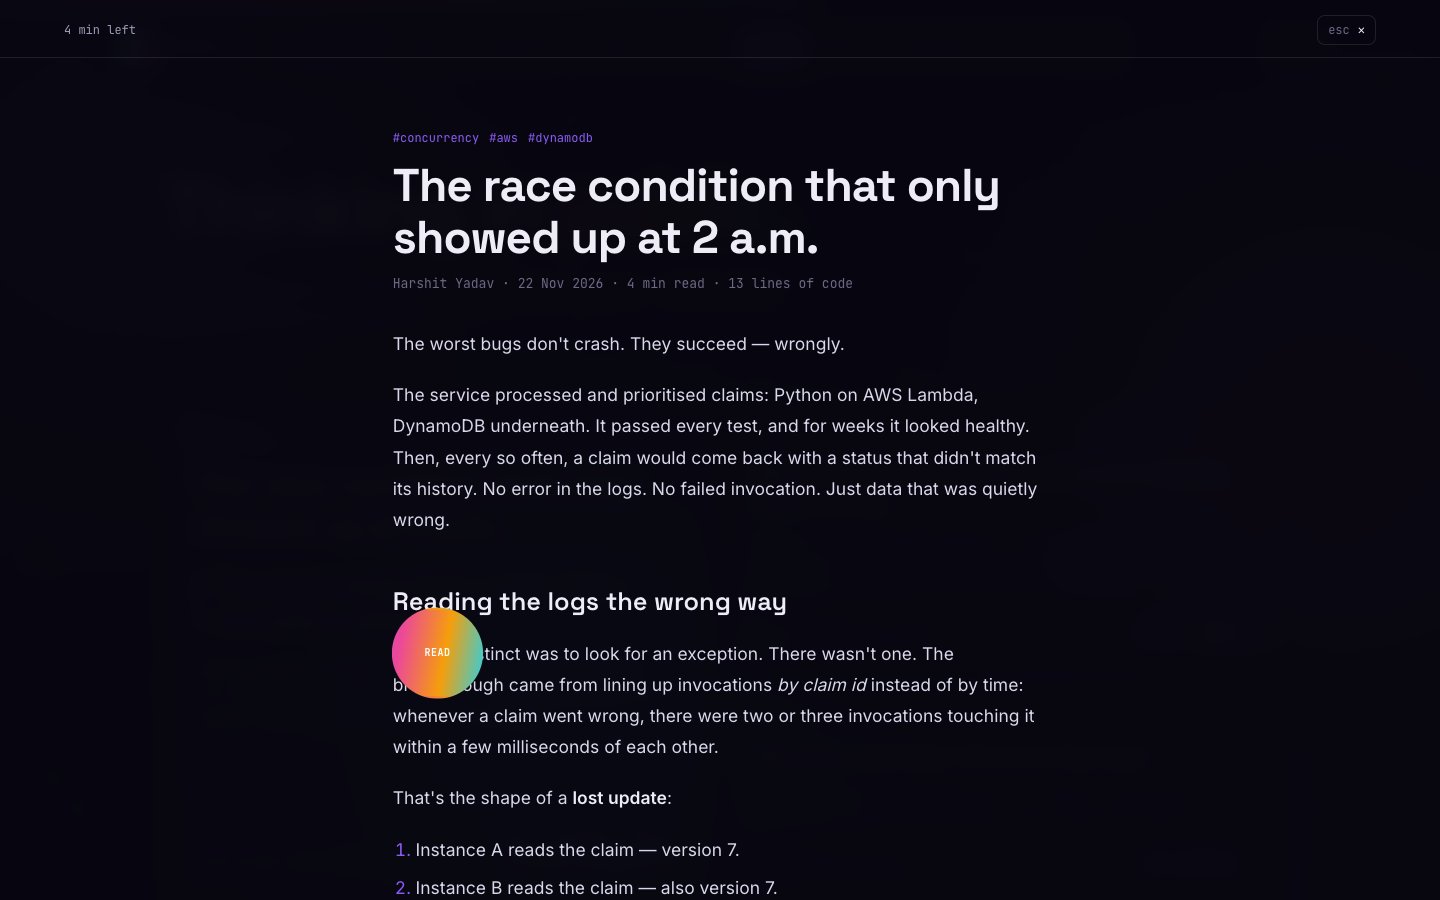 4 min left
esc ×
#concurrency #aws #dynamodb
The race condition that only
showed up at 2 a.m.
Harshit Yadav · 22 Nov 2026 · 4 min read · 13 lines of code
The worst bugs don't crash. They succeed — wrongly.
The service processed and prioritised claims: Python on AWS Lambda,
DynamoDB underneath. It passed every test, and for weeks it looked healthy.
Then, every so often, a claim would come back with a status that didn't match
its history. No error in the logs. No failed invocation. Just data that was quietly
wrong.
Reading the logs the wrong way
READ
was to look for an exception. There wasn't one. The
came from lining up invocations by claim id instead of by time:
whenever a claim went wrong, there were two or three invocations touching it
within a few milliseconds of each other.
That's the shape of a lost update:
1. Instance A reads the claim — version 7.
2. Instance B reads the claim — also version 7.